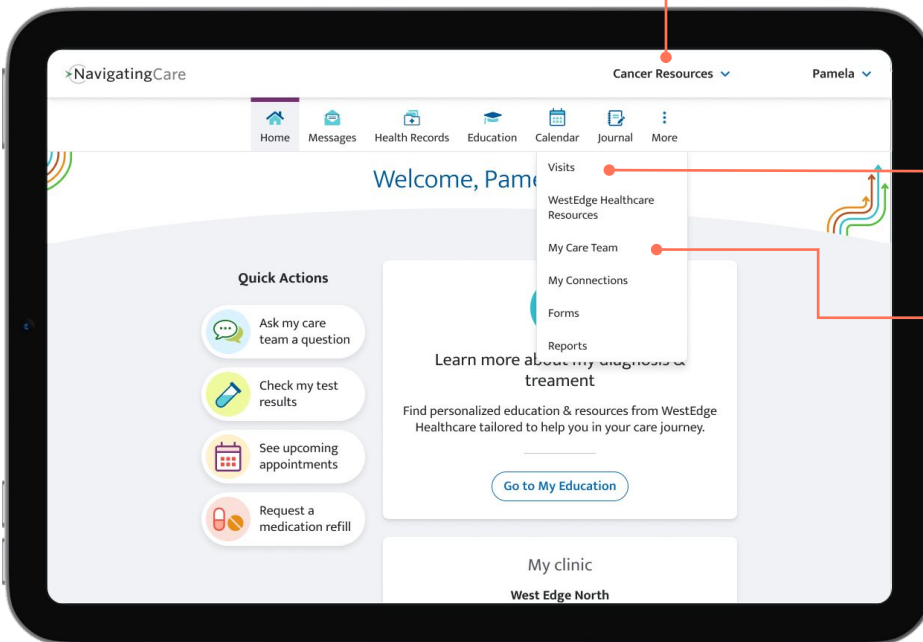 NavigatingCare
Cancer Resources
Pamela
Home
Messages
Health Records
Education
Calendar
Journal
More
Visits
WestEdge Healthcare
Resources
My Care Team
My Connections
Forms
Reports
Welcome, Pam
Quick Actions
Ask my care
team a question
Check my test
results
See upcoming
appointments
Request a
medication refill
Learn more about my diagnosis &
treament
Find personalized education & resources from WestEdge
Healthcare tailored to help you in your care journey.
Go to My Education
My clinic
West Edge North